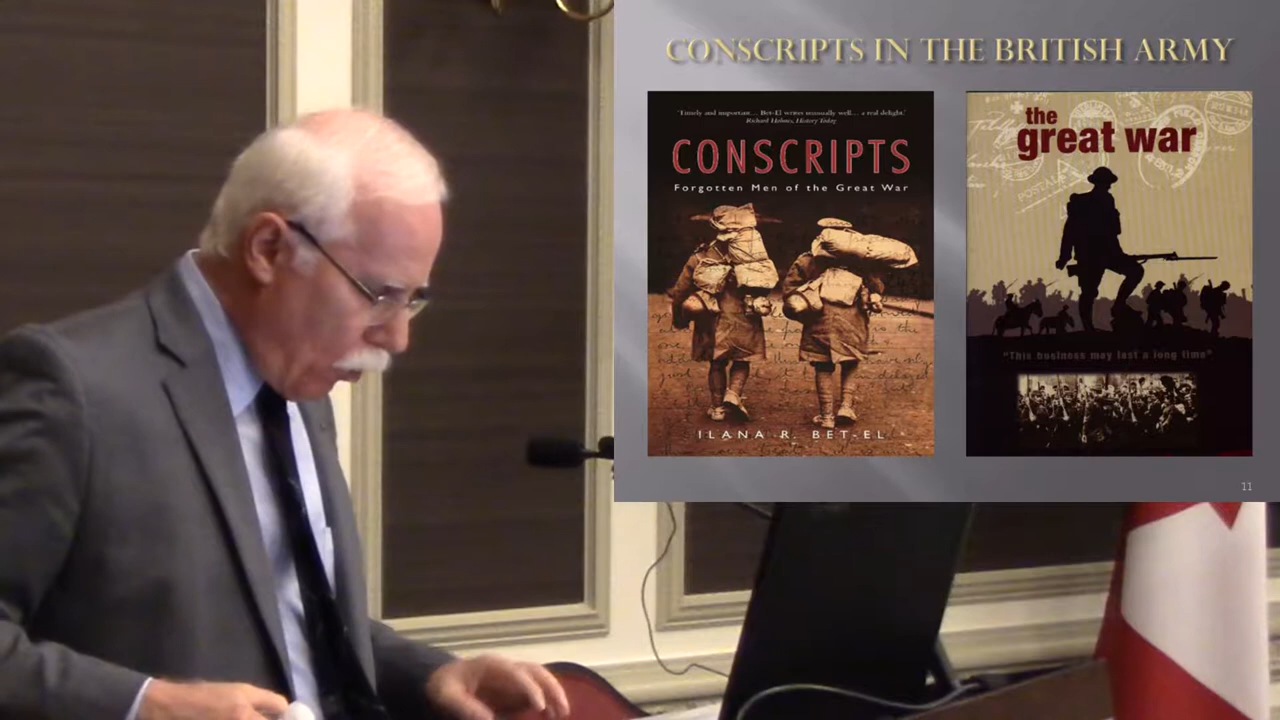 CONSCRIPTS IN THE BRITISH ARMY
'Timely and important... Bet-El writes unusually well... a real delight.'
Richard Holmes, History Today
CONSCRIPTS
Forgotten Men of the Great War
ILANA R. BET-EL
the
great war
POSTAL
"This business may last a long time"
11